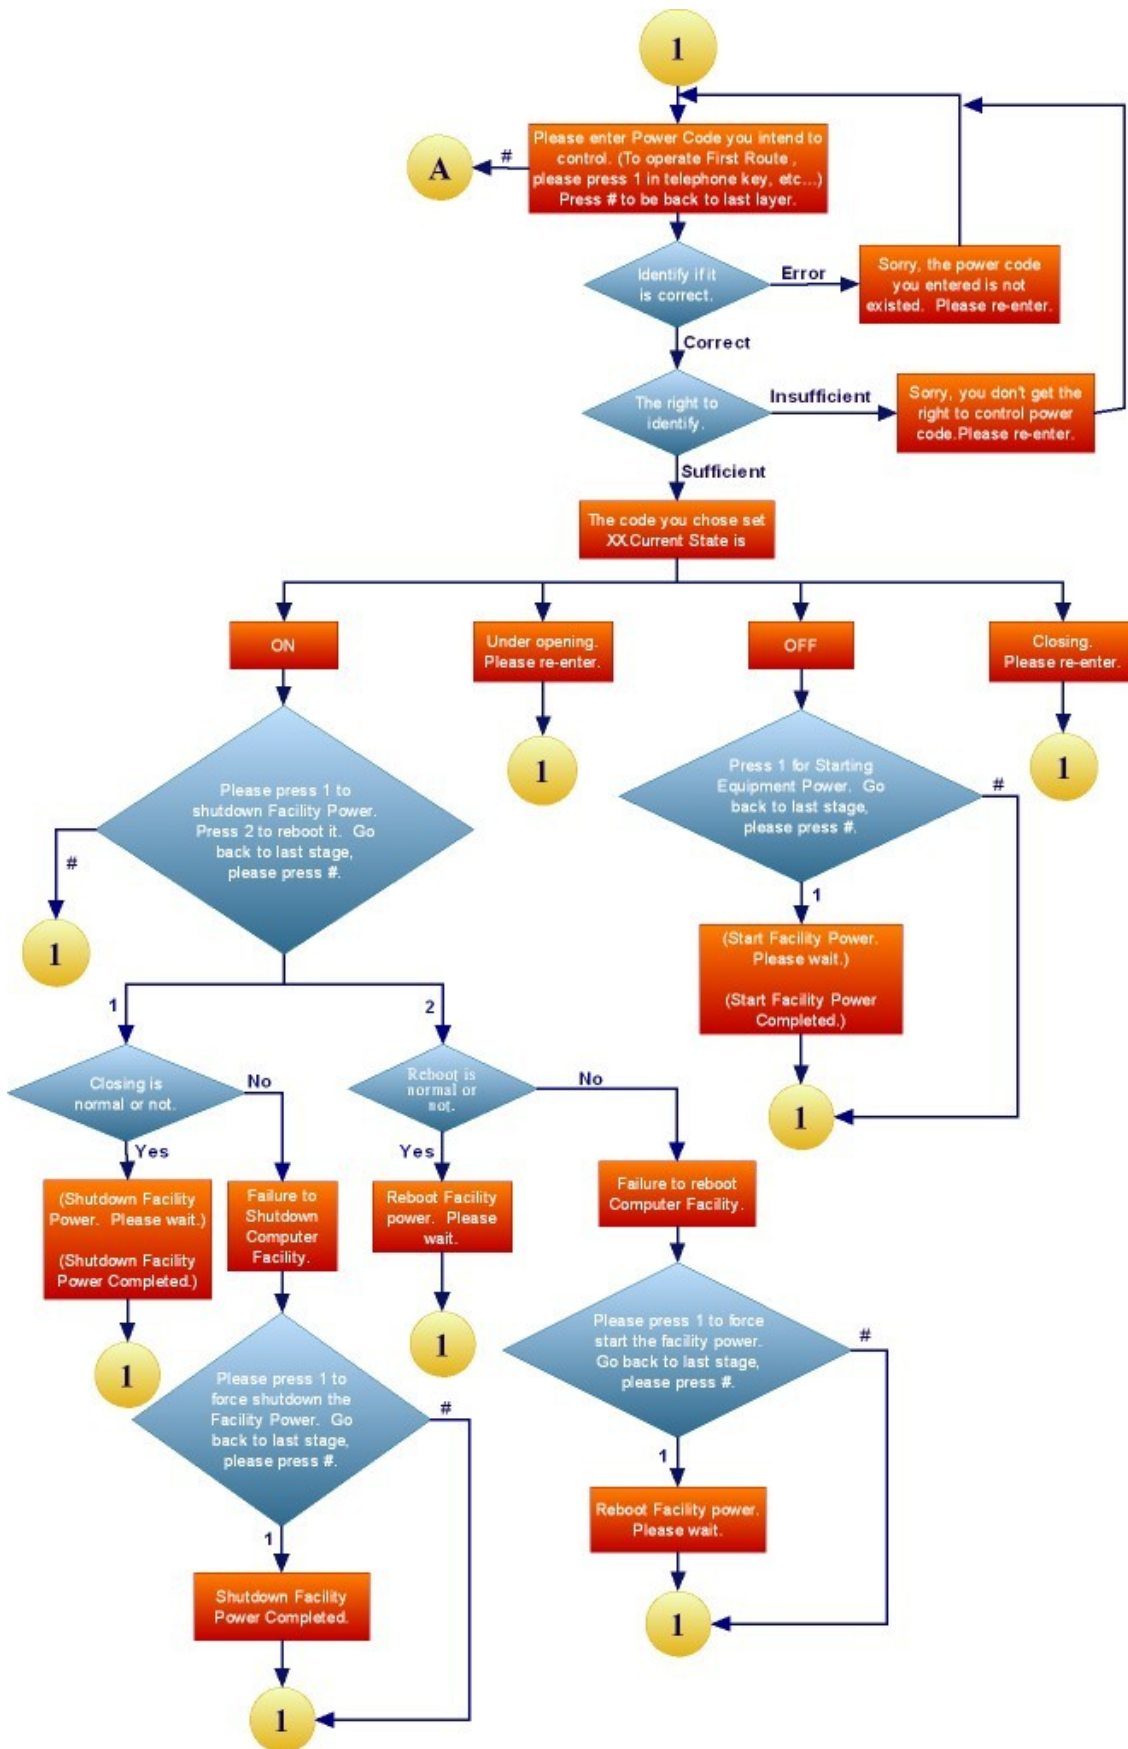 1
Please enter Power Code you intend to
control. (To operate First Route ,
please press 1 in telephone key, etc...)
Press # to be back to last layer.
#
A
Identify if it
is correct.
Error
Sorry, the power code
you entered is not
existed. Please re-enter.
Correct
The right to
identify.
Insufficient
Sorry, you don't get the
right to control power
code.Please re-enter.
Sufficient
The code you chose set
XX.Current State is
ON
Under opening.
Please re-enter.
OFF
Closing.
Please re-enter.
1
1
Please press 1 to
shutdown Facility Power.
Press 2 to reboot it. Go
back to last stage,
please press #.
#
1
Press 1 for Starting
Equipment Power. Go
back to last stage,
please press #.
#
1
(Start Facility Power.
Please wait.)
(Start Facility Power
Completed.)
1
1
2
Closing is
normal or not.
No
Yes
Reboot is
normal or
not.
No
Yes
(Shutdown Facility
Power. Please wait.)
(Shutdown Facility
Power Completed.)
1
Failure to
Shutdown
Computer
Facility.
Reboot Facility
power. Please
wait.
1
Failure to reboot
Computer Facility.
Please press 1 to
force shutdown the
Facility Power. Go
back to last stage,
please press #.
#
1
Shutdown Facility
Power Completed.
1
Please press 1 to force
start the facility power.
Go back to last stage,
please press #.
#
1
Reboot Facility power.
Please wait.
1